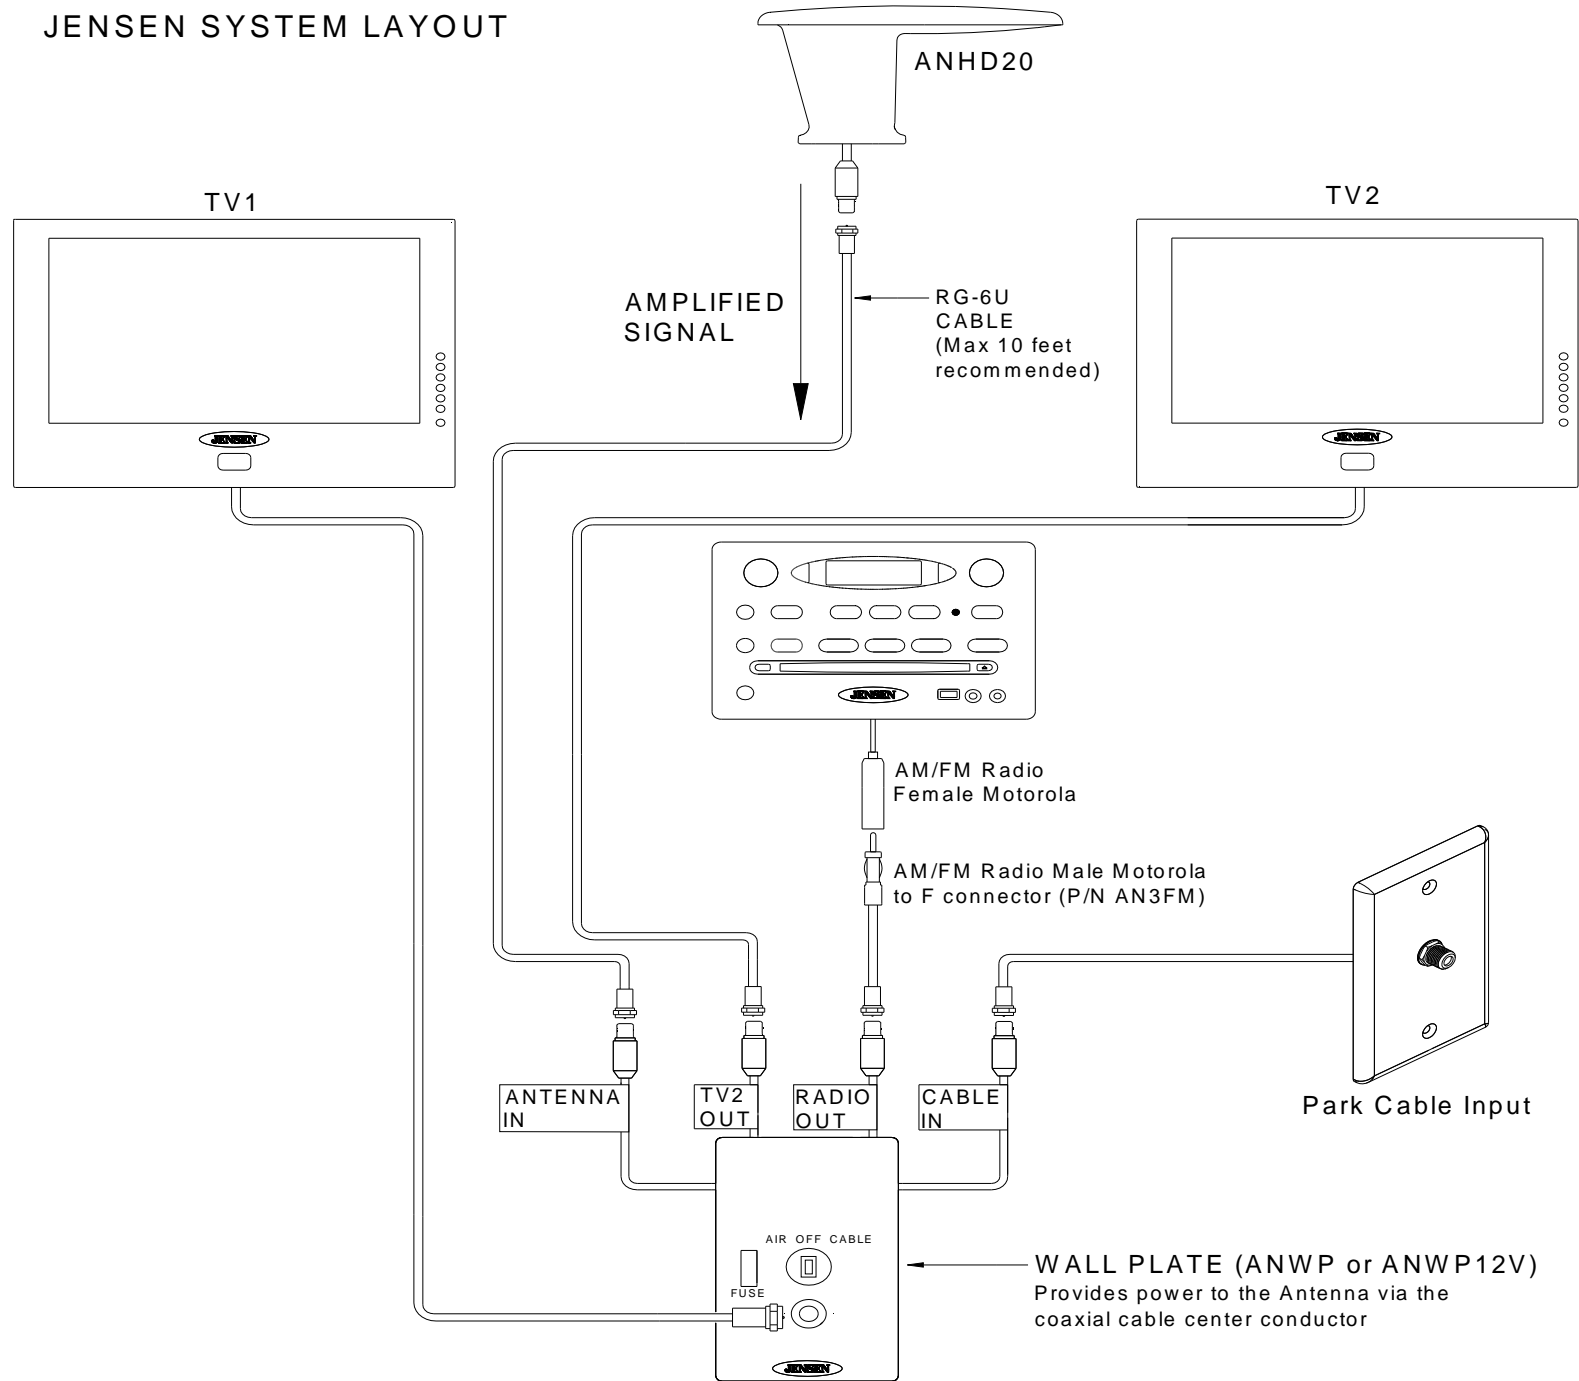 JENSEN SYSTEM LAYOUT
ANHD20
TV1
TV2
AMPLIFIED
SIGNAL
RG-6U
CABLE
(Max 10 feet
recommended)
JENSEN
JENSEN
JENSEN
AM/FM Radio
Female Motorola
AM/FM Radio Male Motorola
to F connector (P/N AN3FM)
ANTENNA
IN
TV2
OUT
RADIO
OUT
CABLE
IN
Park Cable Input
AIR OFF CABLE
FUSE
WALL PLATE (ANWP or ANWP12V)
Provides power to the Antenna via the
coaxial cable center conductor
JENSEN